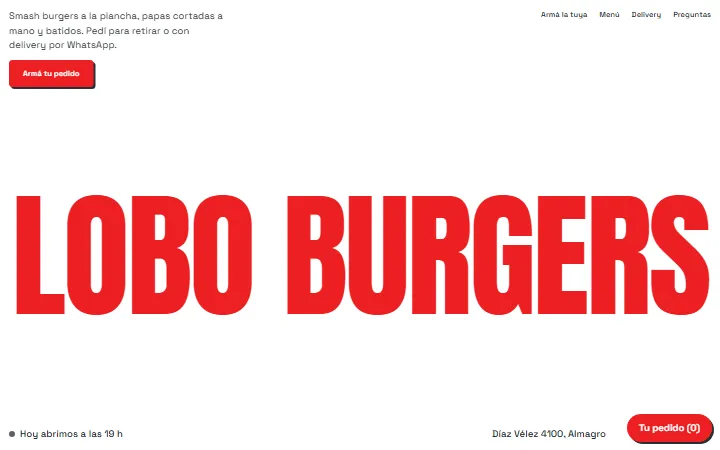 Smash burgers a la plancha, papas cortadas a
mano y batidos. Pedí para retirar o con
delivery por WhatsApp.
Armá tu pedido
Armá la tuya Menú Delivery Preguntas
LOBO BURGERS
Hoy abrimos a las 19 h
Díaz Vélez 4100, Almagro
Tu pedido (0)